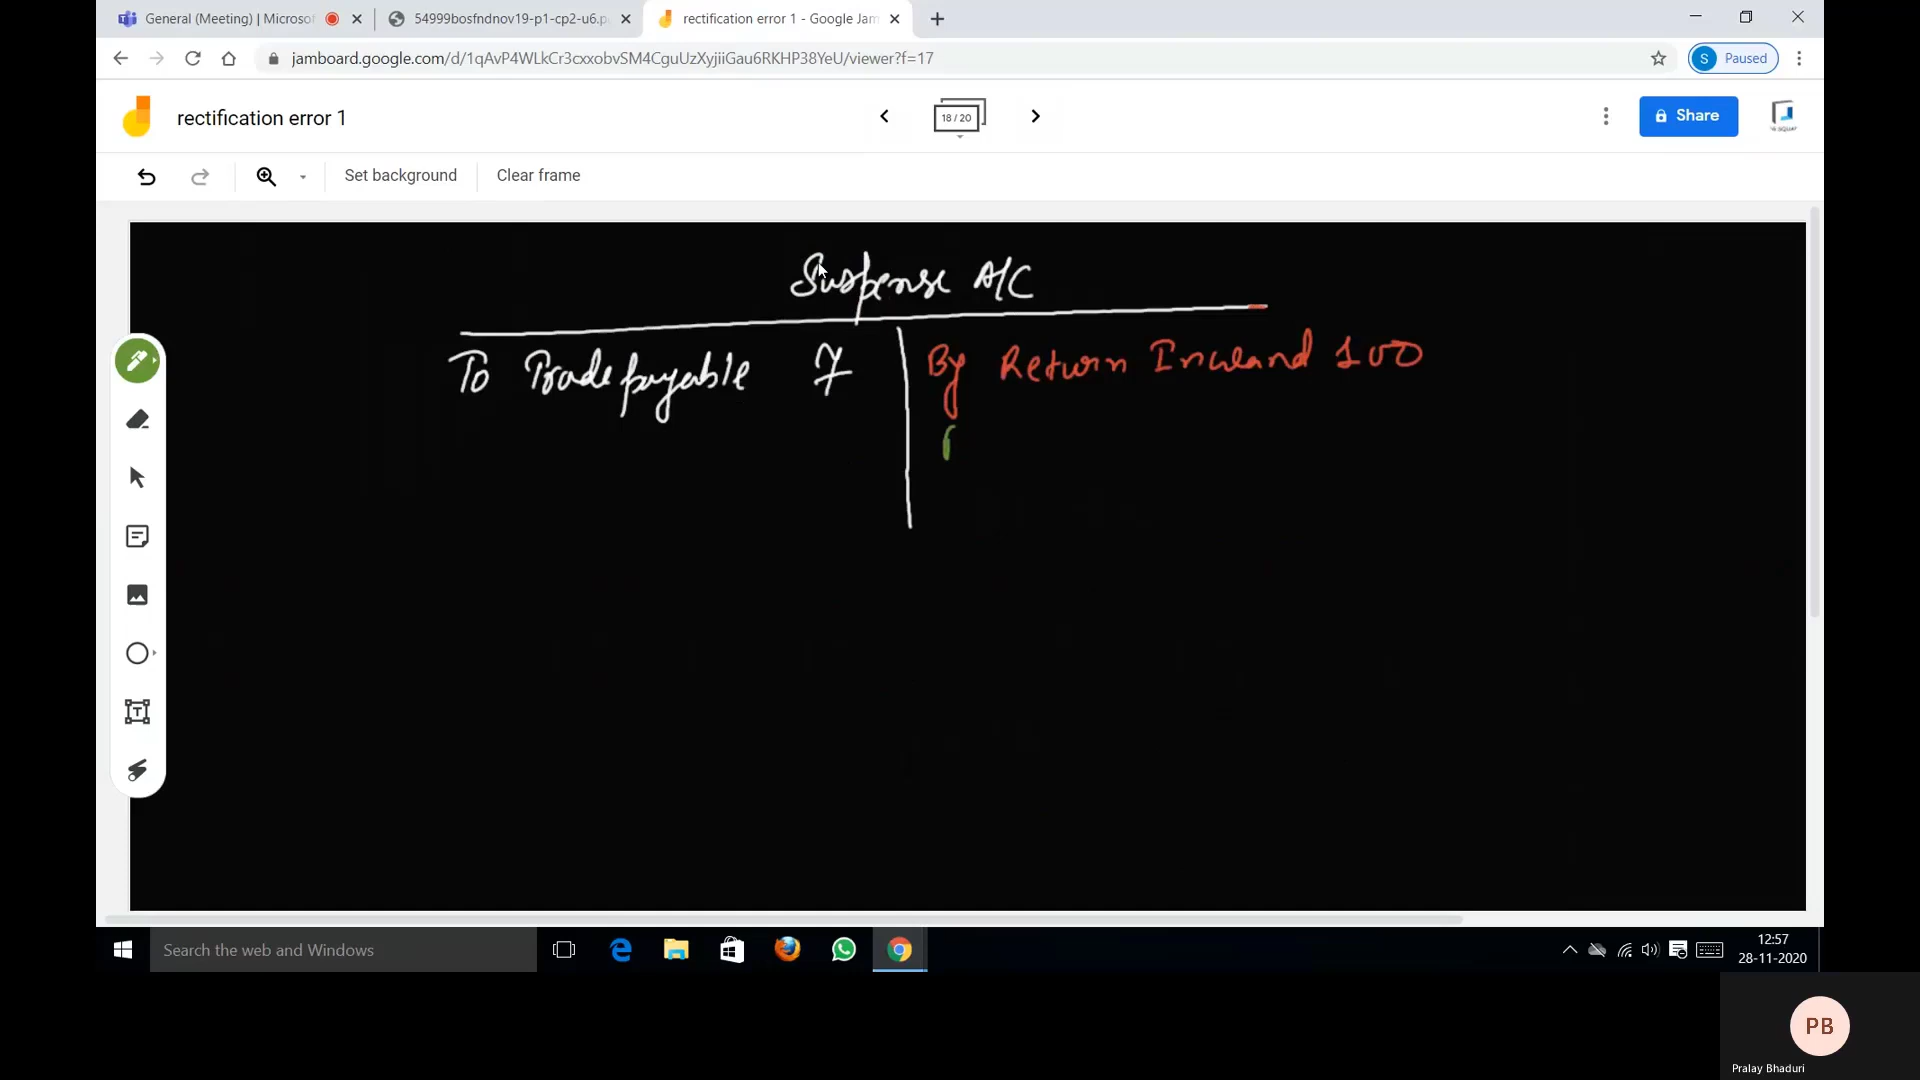 General (Meeting) | Microso
54999bosfndnov19-p1-cp2-u6.p
rectification error 1 - Google Jam
jamboard.google.com/d/1qAvP4WLkCr3cxxobvSM4CguUzXyjiiGau6RKHP38YeU/viewer?f=17
S Paused
rectification error 1
18 / 20
Share
Set background
Clear frame
Suspense A/C
To Trade payable 7
By Return Inward 100
Search the web and Windows
12:57
28-11-2020
PB
Pralay Bhaduri